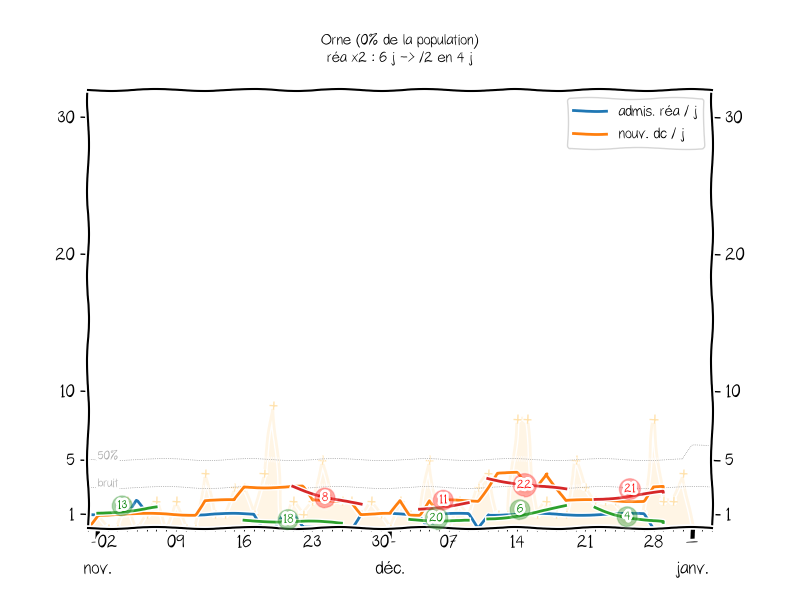 Orne (0% de la population)
réa x2 : 6 j -> /2 en 4 j
admis. réa / j
nouv. dc / j
30 30
20 20
10 10
5 5
1 1
50%
bruit
13 18 8 20 11 6 22 4 21
02 09 16 23 30 07 14 21 28
nov. déc. janv.